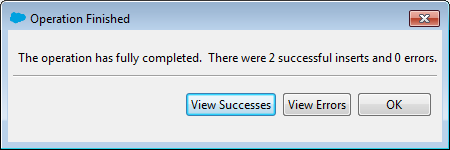 Operation Finished
The operation has fully completed.  There were 2 successful inserts and 0 errors.
View Successes View Errors OK